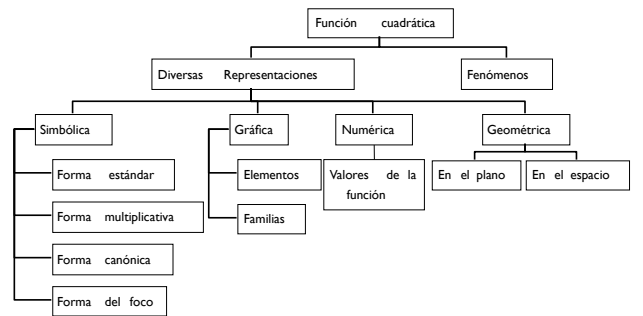 Función cuadrática
Diversas Representaciones
Fenómenos
Simbólica
Gráfica
Numérica
Geométrica
Forma estándar
Elementos
Valores de la
función
En el plano
En el espacio
Forma multiplicativa
Familias
Forma canónica
Forma del foco